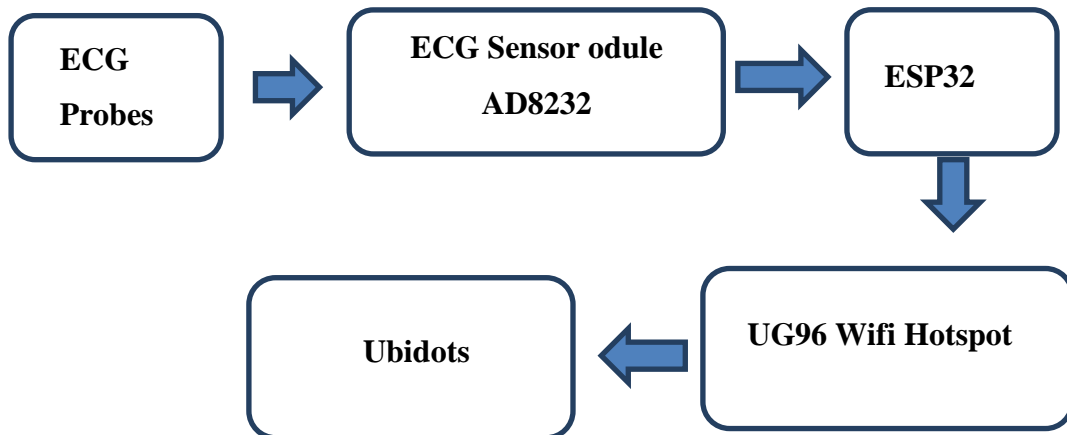 ECG
Probes
ECG Sensor odule
AD8232
ESP32
UG96 Wifi Hotspot
Ubidots